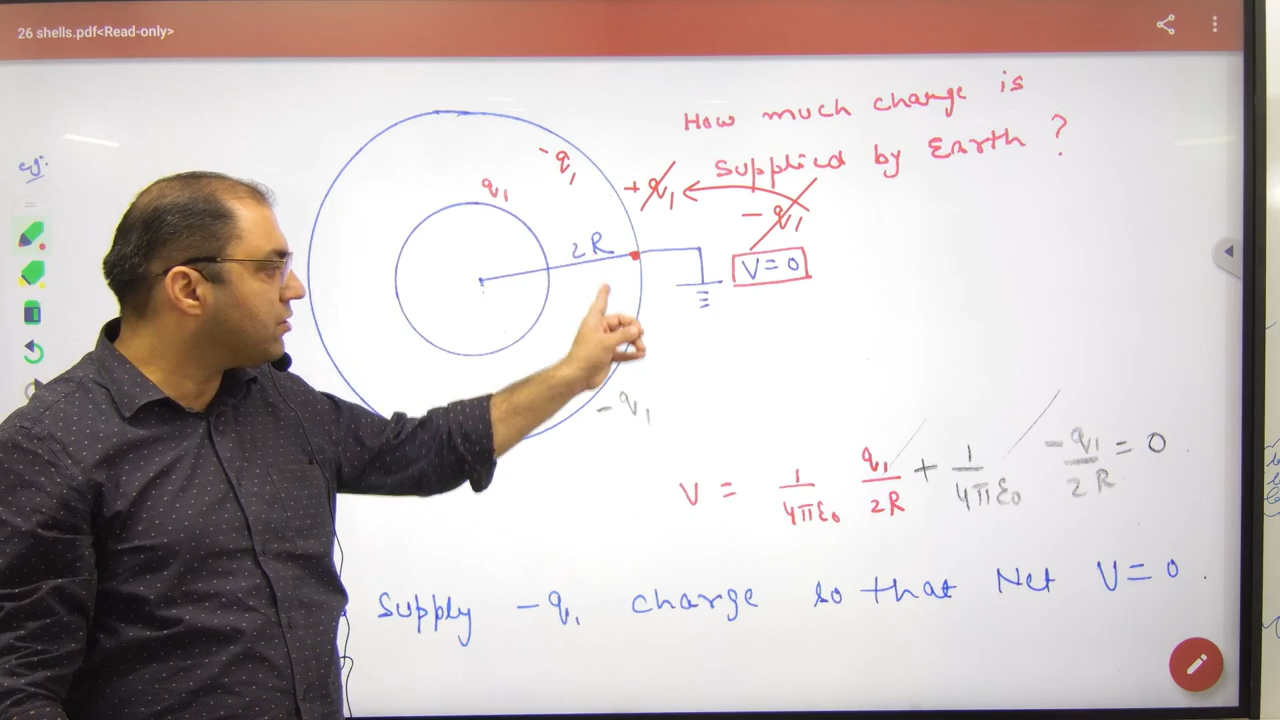 26 shells.pdf<Read-only>
eg:
How much charge is
supplied by Earth ?
- q₁
q₁
+q₁
- q₁
2R
V = 0
- q₁
V = 1/4πε₀ q₁/2R + 1/4πε₀ -q₁/2R = 0
Supply - q₁ charge so that Net V = 0 .